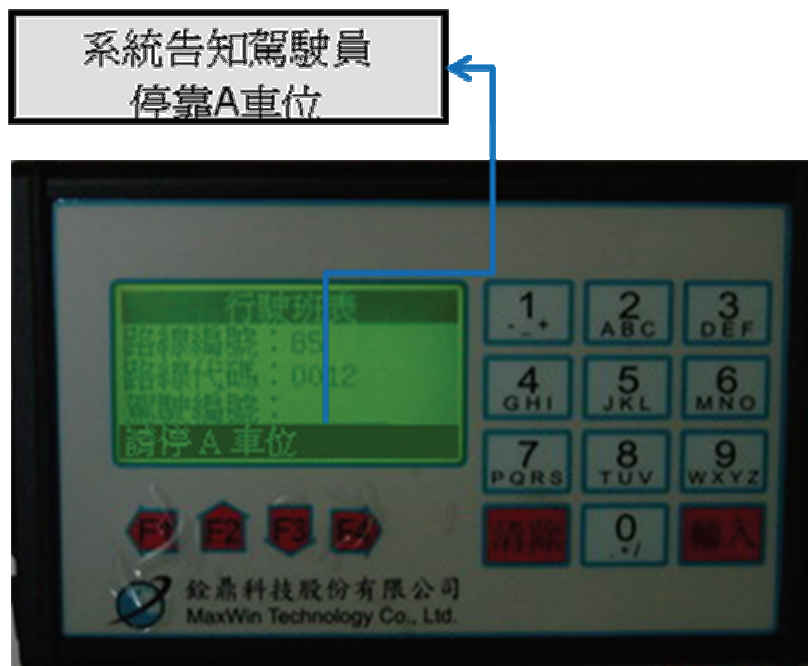 系統告知駕駛員
停靠A車位
行駛班表
路線編號：85
路線代碼：0012
駕駛編號：
請停 A 車位
1 2 3
-_+ ABC DEF
4 5 6
GHI JKL MNO
7 8 9
PQRS TUV WXYZ
清除 0 輸入
.*/
F1 F2 F3 F4
銓鼎科技股份有限公司
MaxWin Technology Co., Ltd.